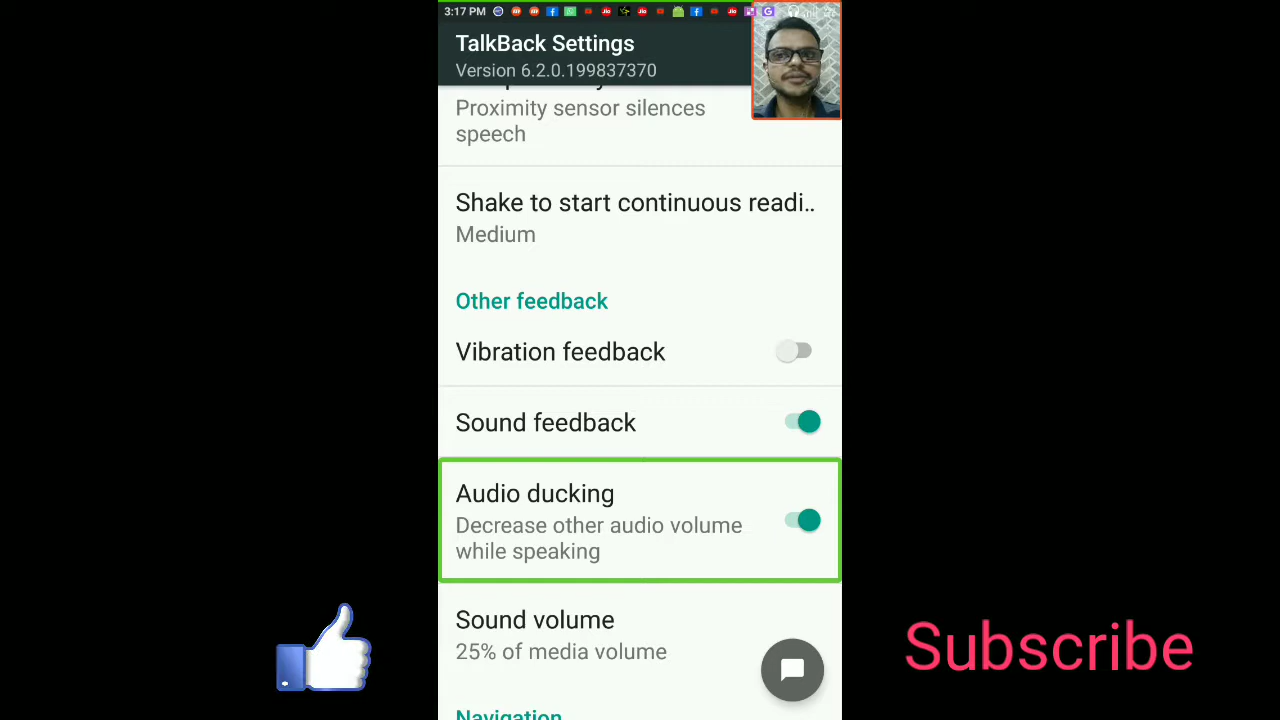 3:17 PM
TalkBack Settings
Version 6.2.0.199837370
Proximity sensor silences
speech
Shake to start continuous readi..
Medium
Other feedback
Vibration feedback
Sound feedback
Audio ducking
Decrease other audio volume
while speaking
Sound volume
25% of media volume
Subscribe
Navigation